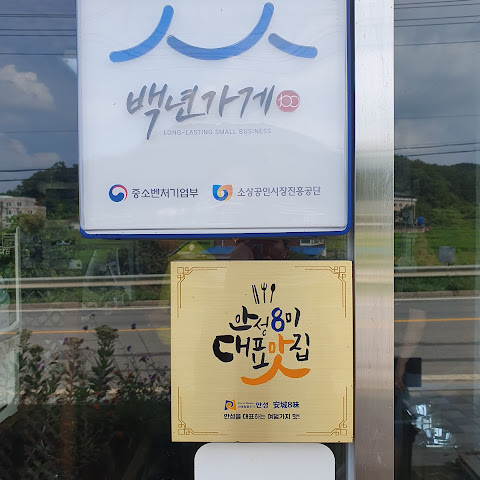 백년가게 100
LONG-LASTING SMALL BUSINESS
중소벤처기업부 소상공인시장진흥공단
안성8미
대표맛집
안성 安城8味
안성을 대표하는 여덟가지 맛!